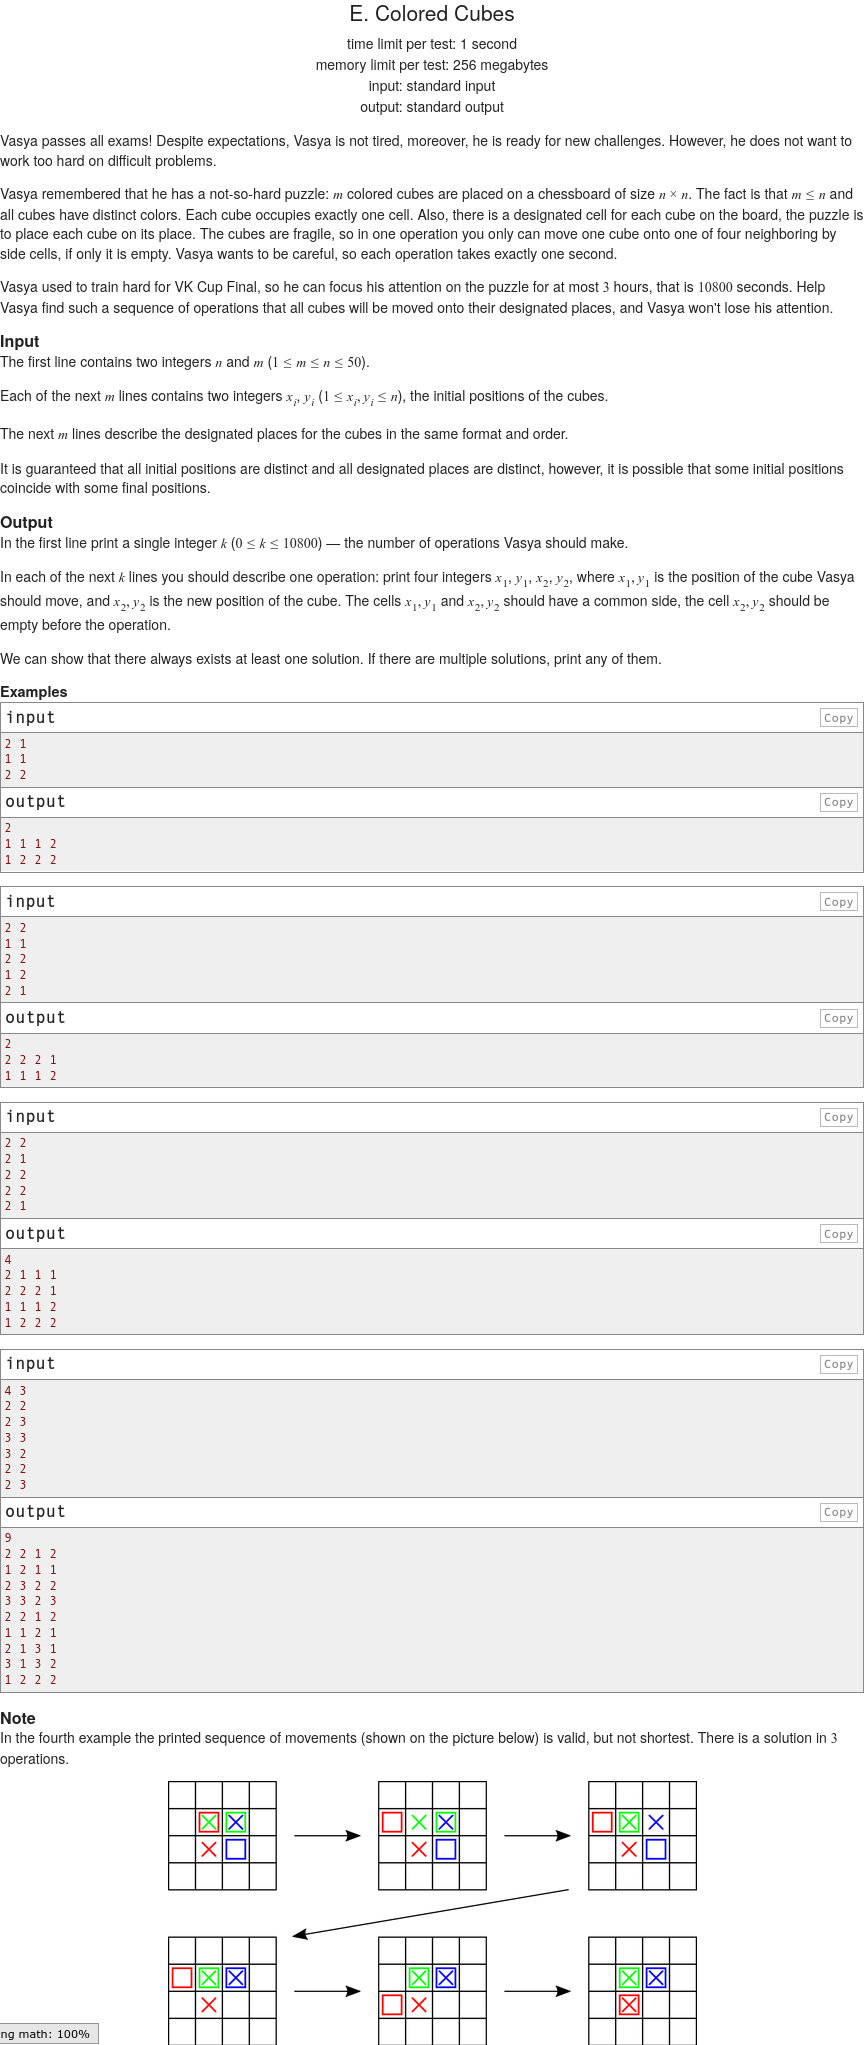 E. Colored Cubes
time limit per test: 1 second
memory limit per test: 256 megabytes
input: standard input
output: standard output
Vasya passes all exams! Despite expectations, Vasya is not tired, moreover, he is ready for new challenges. However, he does not want to
work too hard on difficult problems.
Vasya remembered that he has a not-so-hard puzzle: m colored cubes are placed on a chessboard of size n × n. The fact is that m ≤ n and
all cubes have distinct colors. Each cube occupies exactly one cell. Also, there is a designated cell for each cube on the board, the puzzle is
to place each cube on its place. The cubes are fragile, so in one operation you only can move one cube onto one of four neighboring by
side cells, if only it is empty. Vasya wants to be careful, so each operation takes exactly one second.
Vasya used to train hard for VK Cup Final, so he can focus his attention on the puzzle for at most 3 hours, that is 10800 seconds. Help
Vasya find such a sequence of operations that all cubes will be moved onto their designated places, and Vasya won't lose his attention.
Input
The first line contains two integers n and m (1 ≤ m ≤ n ≤ 50).
Each of the next m lines contains two integers x_i, y_i (1 ≤ x_i, y_i ≤ n), the initial positions of the cubes.
The next m lines describe the designated places for the cubes in the same format and order.
It is guaranteed that all initial positions are distinct and all designated places are distinct, however, it is possible that some initial positions
coincide with some final positions.
Output
In the first line print a single integer k (0 ≤ k ≤ 10800) — the number of operations Vasya should make.
In each of the next k lines you should describe one operation: print four integers x_1, y_1, x_2, y_2, where x_1, y_1 is the position of the cube Vasya
should move, and x_2, y_2 is the new position of the cube. The cells x_1, y_1 and x_2, y_2 should have a common side, the cell x_2, y_2 should be
empty before the operation.
We can show that there always exists at least one solution. If there are multiple solutions, print any of them.
Examples
input Copy
2 1
1 1
2 2
output Copy
2
1 1 1 2
1 2 2 2
input Copy
2 2
1 1
2 2
1 2
2 1
output Copy
2
2 2 2 1
1 1 1 2
input Copy
2 2
2 1
2 2
2 2
2 1
output Copy
4
2 1 1 1
2 2 2 1
1 1 1 2
1 2 2 2
input Copy
4 3
2 2
2 3
3 3
3 2
2 2
2 3
output Copy
9
2 2 1 2
1 2 1 1
2 3 2 2
3 3 2 3
2 2 1 2
1 1 2 1
2 1 3 1
3 1 3 2
1 2 2 2
Note
In the fourth example the printed sequence of movements (shown on the picture below) is valid, but not shortest. There is a solution in 3
operations.
ng math: 100%